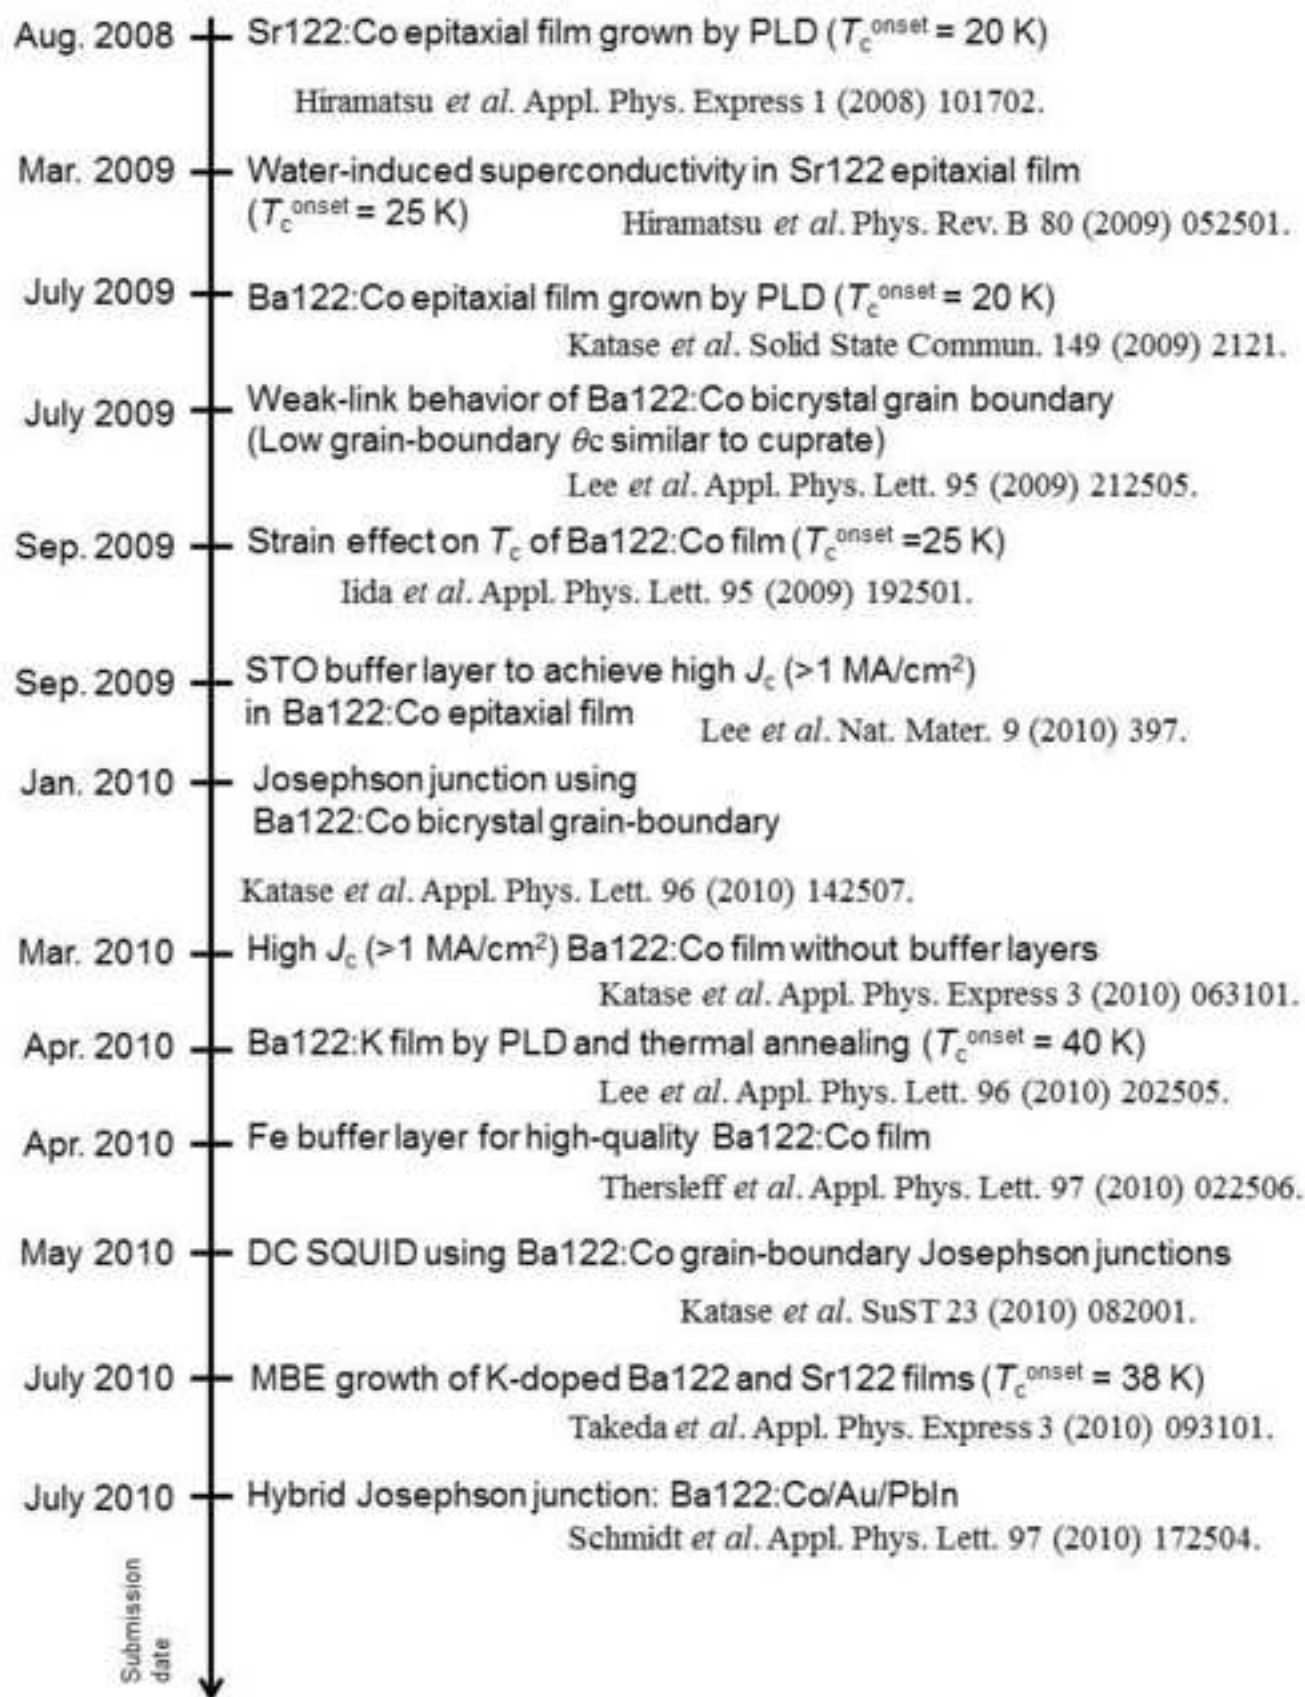 Aug. 2008 Sr122:Co epitaxial film grown by PLD (Tc^onset = 20 K)
Hiramatsu et al. Appl. Phys. Express 1 (2008) 101702.
Mar. 2009 Water-induced superconductivity in Sr122 epitaxial film
(Tc^onset = 25 K) Hiramatsu et al. Phys. Rev. B 80 (2009) 052501.
July 2009 Ba122:Co epitaxial film grown by PLD (Tc^onset = 20 K)
Katase et al. Solid State Commun. 149 (2009) 2121.
July 2009 Weak-link behavior of Ba122:Co bicrystal grain boundary
(Low grain-boundary θc similar to cuprate)
Lee et al. Appl. Phys. Lett. 95 (2009) 212505.
Sep. 2009 Strain effect on Tc of Ba122:Co film (Tc^onset =25 K)
Iida et al. Appl. Phys. Lett. 95 (2009) 192501.
Sep. 2009 STO buffer layer to achieve high Jc (>1 MA/cm²)
in Ba122:Co epitaxial film Lee et al. Nat. Mater. 9 (2010) 397.
Jan. 2010 Josephson junction using
Ba122:Co bicrystal grain-boundary
Katase et al. Appl. Phys. Lett. 96 (2010) 142507.
Mar. 2010 High Jc (>1 MA/cm²) Ba122:Co film without buffer layers
Katase et al. Appl. Phys. Express 3 (2010) 063101.
Apr. 2010 Ba122:K film by PLD and thermal annealing (Tc^onset = 40 K)
Lee et al. Appl. Phys. Lett. 96 (2010) 202505.
Apr. 2010 Fe buffer layer for high-quality Ba122:Co film
Thersleff et al. Appl. Phys. Lett. 97 (2010) 022506.
May 2010 DC SQUID using Ba122:Co grain-boundary Josephson junctions
Katase et al. SuST 23 (2010) 082001.
July 2010 MBE growth of K-doped Ba122 and Sr122 films (Tc^onset = 38 K)
Takeda et al. Appl. Phys. Express 3 (2010) 093101.
July 2010 Hybrid Josephson junction: Ba122:Co/Au/PbIn
Schmidt et al. Appl. Phys. Lett. 97 (2010) 172504.
Submission
date